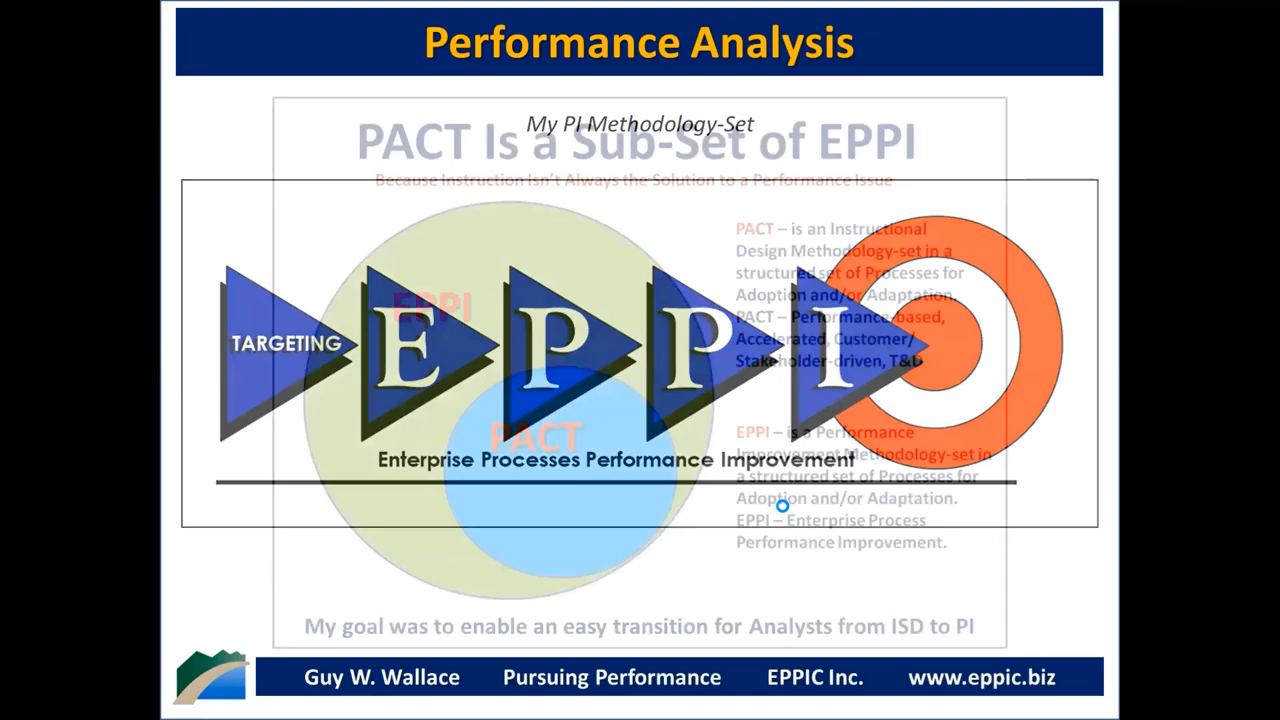 Performance Analysis
My PI Methodology-Set
PACT Is a Sub-Set of EPPI
Because Instruction Isn't Always the Solution to a Performance Issue
PACT – is an Instructional
Design Methodology-set in a
structured set of Processes for
Adoption and/or Adaptation.
PACT – Performance-based,
Accelerated, Customer/
Stakeholder-driven, T&D
EPPI
TARGETING
E P P I
PACT
Enterprise Processes Performance Improvement
EPPI – is a Performance
Improvement Methodology-set in
a structured set of Processes for
Adoption and/or Adaptation.
EPPI – Enterprise Process
Performance Improvement.
My goal was to enable an easy transition for Analysts from ISD to PI
Guy W. Wallace Pursuing Performance EPPIC Inc. www.eppic.biz